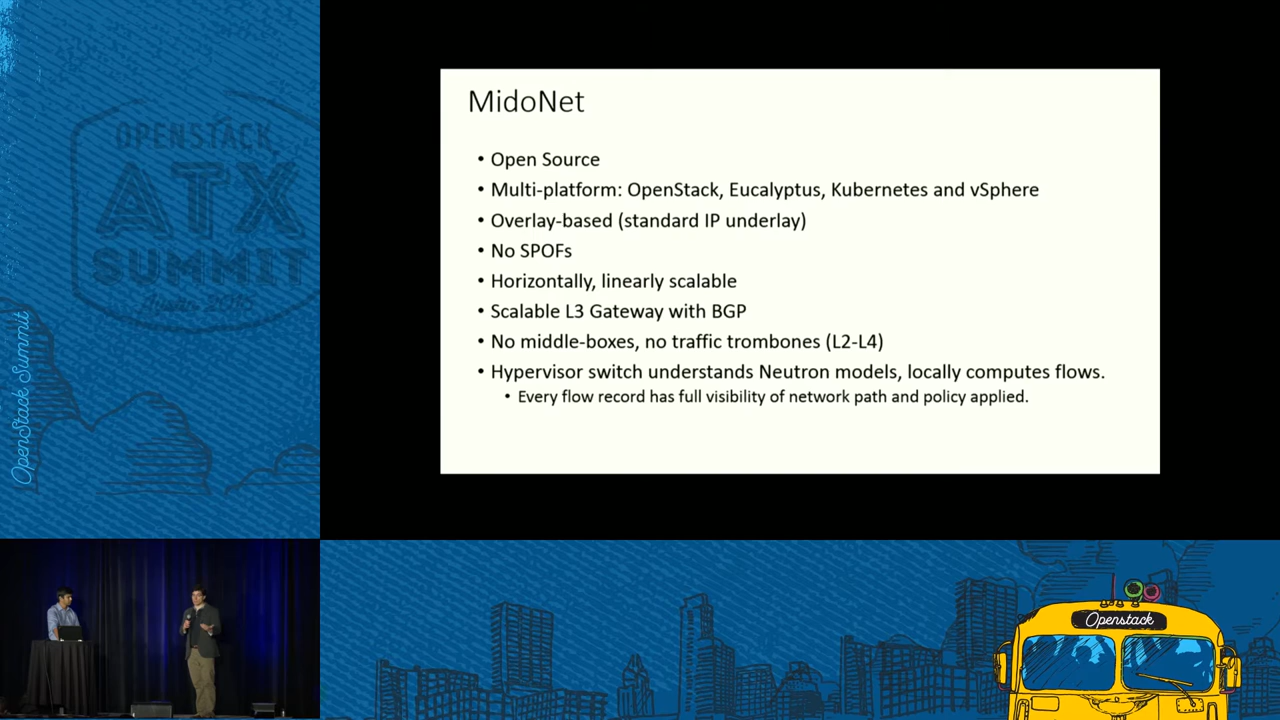 OPENSTACK
ATX
SUMMIT
Austin 2016
OpenStack Summit
MidoNet
• Open Source
• Multi-platform: OpenStack, Eucalyptus, Kubernetes and vSphere
• Overlay-based (standard IP underlay)
• No SPOFs
• Horizontally, linearly scalable
• Scalable L3 Gateway with BGP
• No middle-boxes, no traffic trombones (L2-L4)
• Hypervisor switch understands Neutron models, locally computes flows.
• Every flow record has full visibility of network path and policy applied.
Openstack